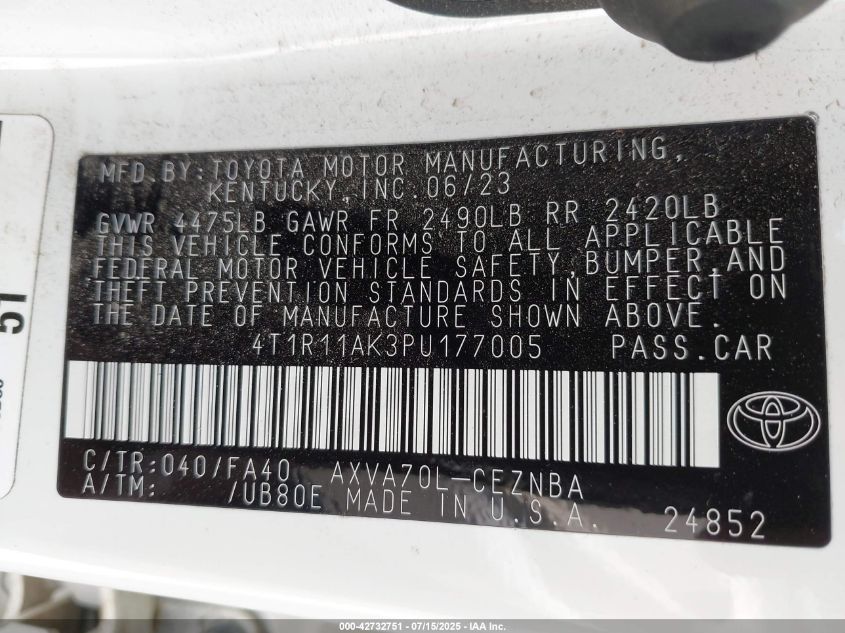 MFD.BY:TOYOTA MOTOR MANUFACTURING,
KENTUCKY,INC.06/23
GVWR 4475LB GAWR FR 2490LB RR 2420LB
THIS VEHICLE CONFORMS TO ALL APPLICABLE
FEDERAL MOTOR VEHICLE SAFETY,BUMPER,AND
THEFT PREVENTION STANDARDS IN EFFECT ON
THE DATE OF MANUFACTURE SHOWN ABOVE.
4T1R11AK3PU177005 PASS.CAR
C/TR:040/FA40 AXVA70L-CEZNBA
A/TM: /UB80E MADE IN U.S.A. 24852
000-42732751 - 07/15/2025 - IAA Inc.